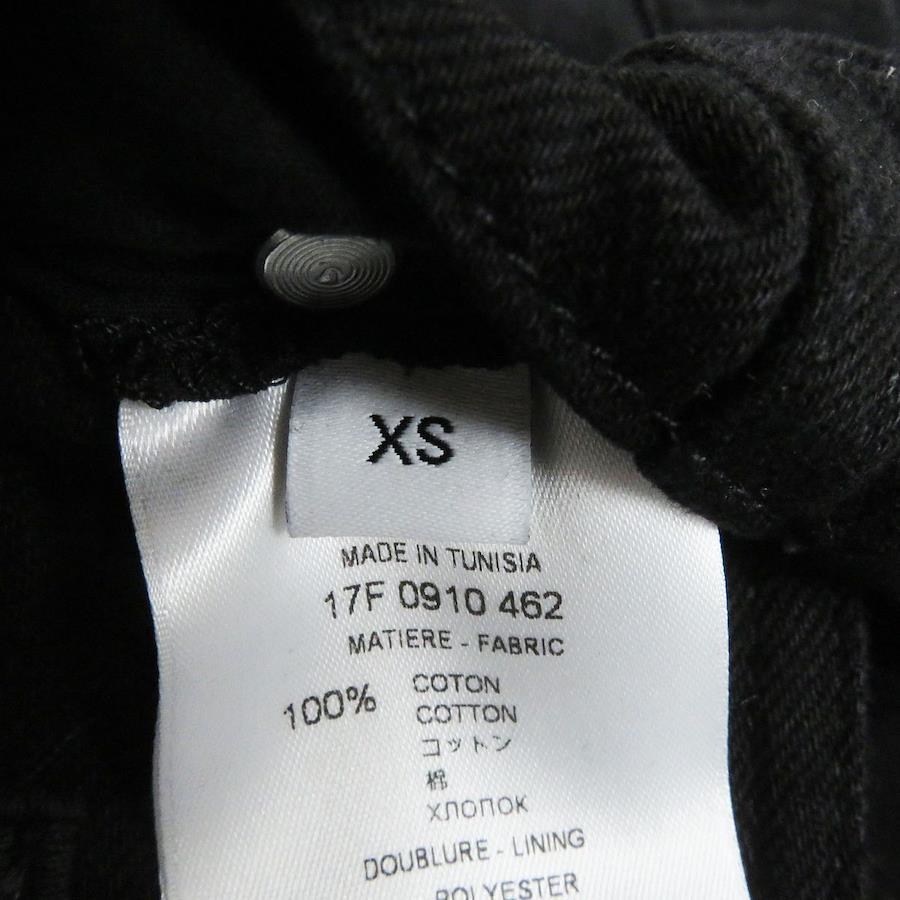 XS
MADE IN TUNISIA
17F 0910 462
MATIERE - FABRIC
100% COTON
COTTON
コットン
棉
ХЛОПОК
DOUBLURE - LINING
POLYESTER